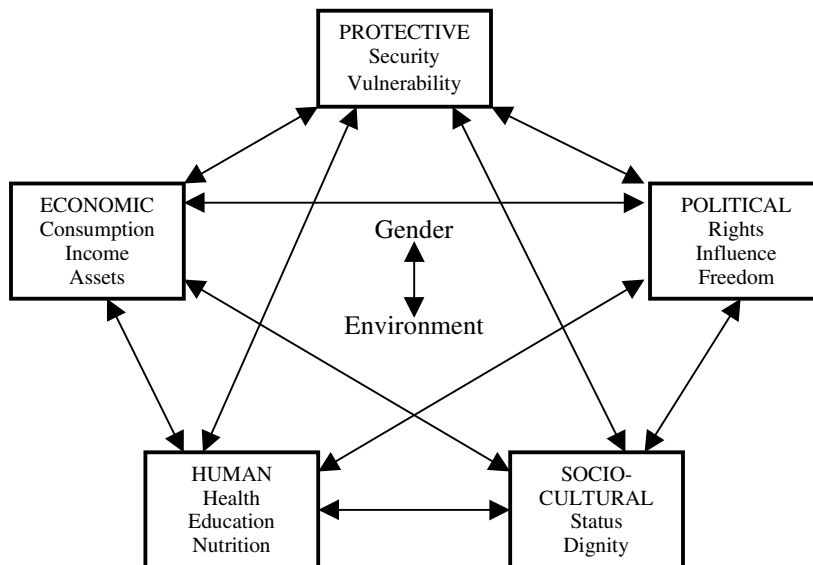 PROTECTIVE
Security
Vulnerability
ECONOMIC
Consumption
Income
Assets
Gender
Environment
POLITICAL
Rights
Influence
Freedom
HUMAN
Health
Education
Nutrition
SOCIO-
CULTURAL
Status
Dignity